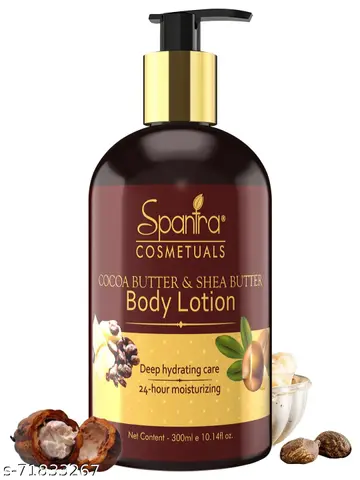 Spantra®
COSMETUALS
COCOA BUTTER & SHEA BUTTER
Body Lotion
Deep hydrating care
24-hour moisturizing
Net Content - 300ml e 10.14fl oz.
s-71833267